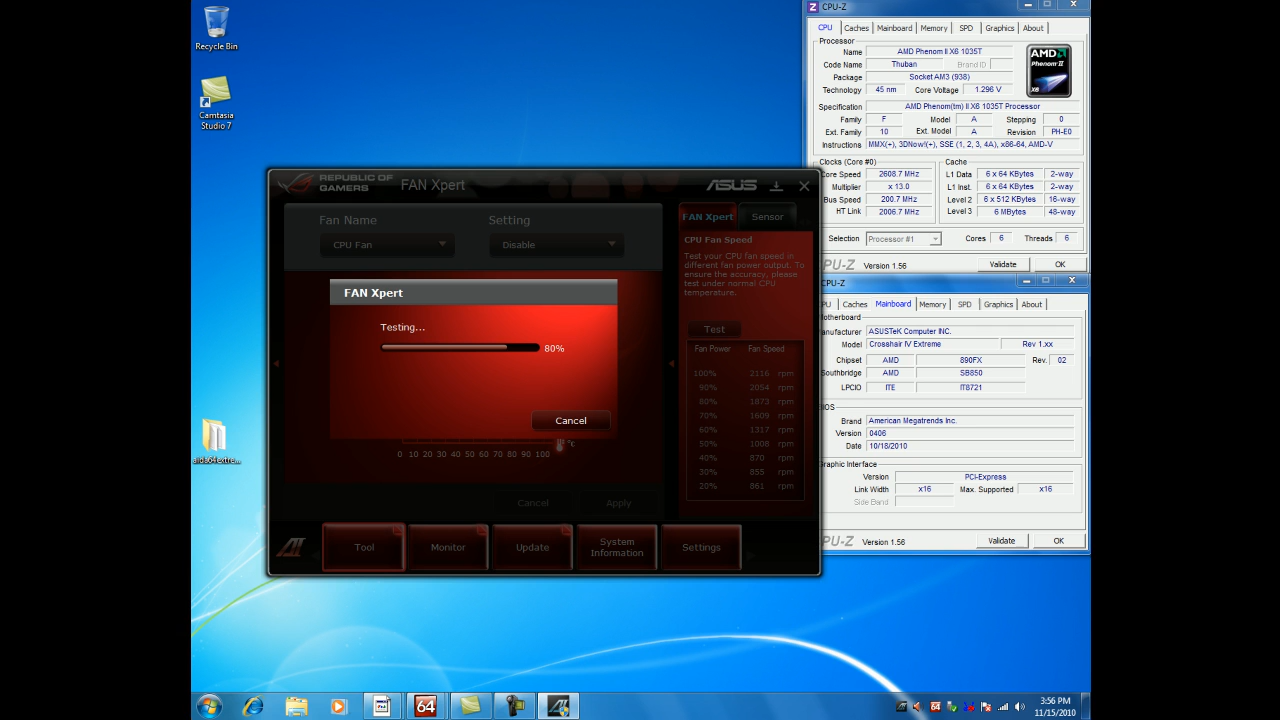 Recycle Bin
Camtasia
Studio 7
REPUBLIC OF
GAMERS
FAN Xpert
ASUS
Fan Name
Setting
CPU Fan
Disable
FAN Xpert
Testing...
80%
Cancel
°C
0 10 20 30 40 50 60 70 80 90 100
Cancel
Apply
FAN Xpert
Sensor
CPU Fan Speed
Test your CPU fan speed in
different fan power output. To
ensure the accuracy, please
test under normal CPU
temperature.
Test
Fan Power Fan Speed
100% 2116 rpm
90% 2054 rpm
80% 1873 rpm
70% 1609 rpm
60% 1317 rpm
50% 1008 rpm
40% 870 rpm
30% 855 rpm
20% 861 rpm
Tool
Monitor
Update
System
Information
Settings
CPU-Z
CPU Caches Mainboard Memory SPD Graphics About
Processor
Name AMD Phenom II X6 1035T
Code Name Thuban Brand ID
Package Socket AM3 (938)
Technology 45 nm Core Voltage 1.296 V
AMD
Phenom II
X6
Specification AMD Phenom(tm) II X6 1035T Processor
Family F Model A Stepping 0
Ext. Family 10 Ext. Model A Revision PH-E0
Instructions MMX(+), 3DNow!(+), SSE (1, 2, 3, 4A), x86-64, AMD-V
Clocks (Core #0)
Core Speed 2608.7 MHz
Multiplier x 13.0
Bus Speed 200.7 MHz
HT Link 2006.7 MHz
Cache
L1 Data 6 x 64 KBytes 2-way
L1 Inst. 6 x 64 KBytes 2-way
Level 2 6 x 512 KBytes 16-way
Level 3 6 MBytes 48-way
Selection Processor #1 Cores 6 Threads 6
PU-Z Version 1.56 Validate OK
CPU-Z
PU Caches Mainboard Memory SPD Graphics About
otherboard
anufacturer ASUSTeK Computer INC.
Model Crosshair IV Extreme Rev 1.xx
Chipset AMD 890FX Rev. 02
Southbridge AMD SB850
LPCIO ITE IT8721
IOS
Brand American Megatrends Inc.
Version 0406
Date 10/18/2010
raphic Interface
Version PCI-Express
Link Width x16 Max. Supported x16
Side Band
PU-Z Version 1.56 Validate OK
64
64
3:56 PM
11/15/2010